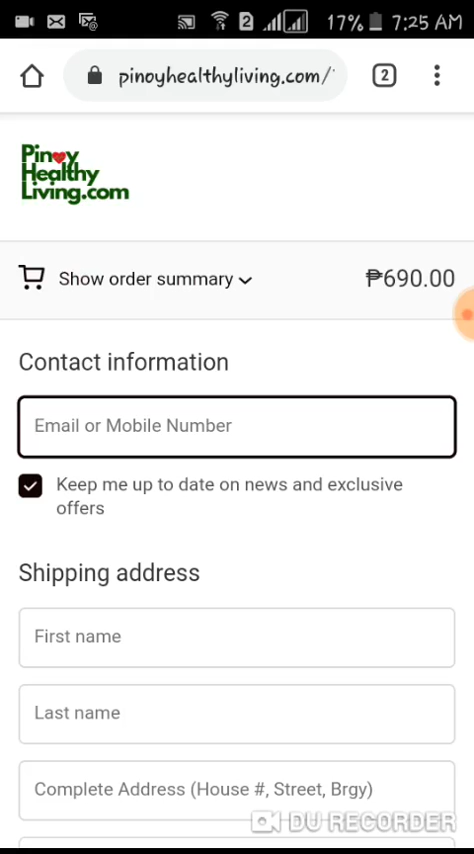 2
17%
7:25 AM
pinoyhealthyliving.com/
2
Pinoy
Healthy
Living.com
Show order summary
₱690.00
Contact information
Email or Mobile Number
Keep me up to date on news and exclusive
offers
Shipping address
First name
Last name
Complete Address (House #, Street, Brgy)
DU RECORDER